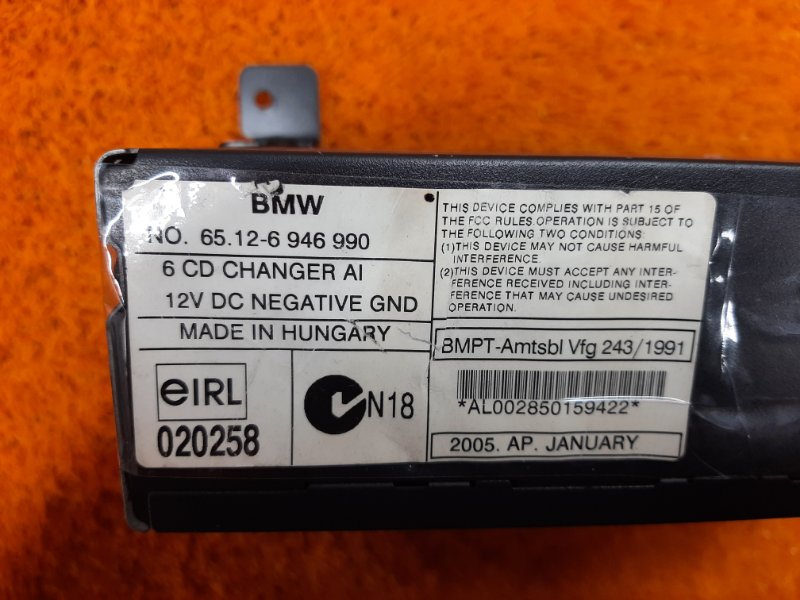 BMW
NO. 65.12-6 946 990
6 CD CHANGER AI
12V DC NEGATIVE GND
MADE IN HUNGARY
eIRL
020258
N18
THIS DEVICE COMPLIES WITH PART 15 OF
THE FCC RULES OPERATION IS SUBJECT TO
THE FOLLOWING TWO CONDITIONS:
(1)THIS DEVICE MAY NOT CAUSE HARMFUL
INTERFERENCE.
(2)THIS DEVICE MUST ACCEPT ANY INTER-
FERENCE RECEIVED INCLUDING INTER-
FERENCE THAT MAY CAUSE UNDESIRED
OPERATION.
BMPT-Amtsbl Vfg 243/1991
*AL002850159422*
2005. AP. JANUARY